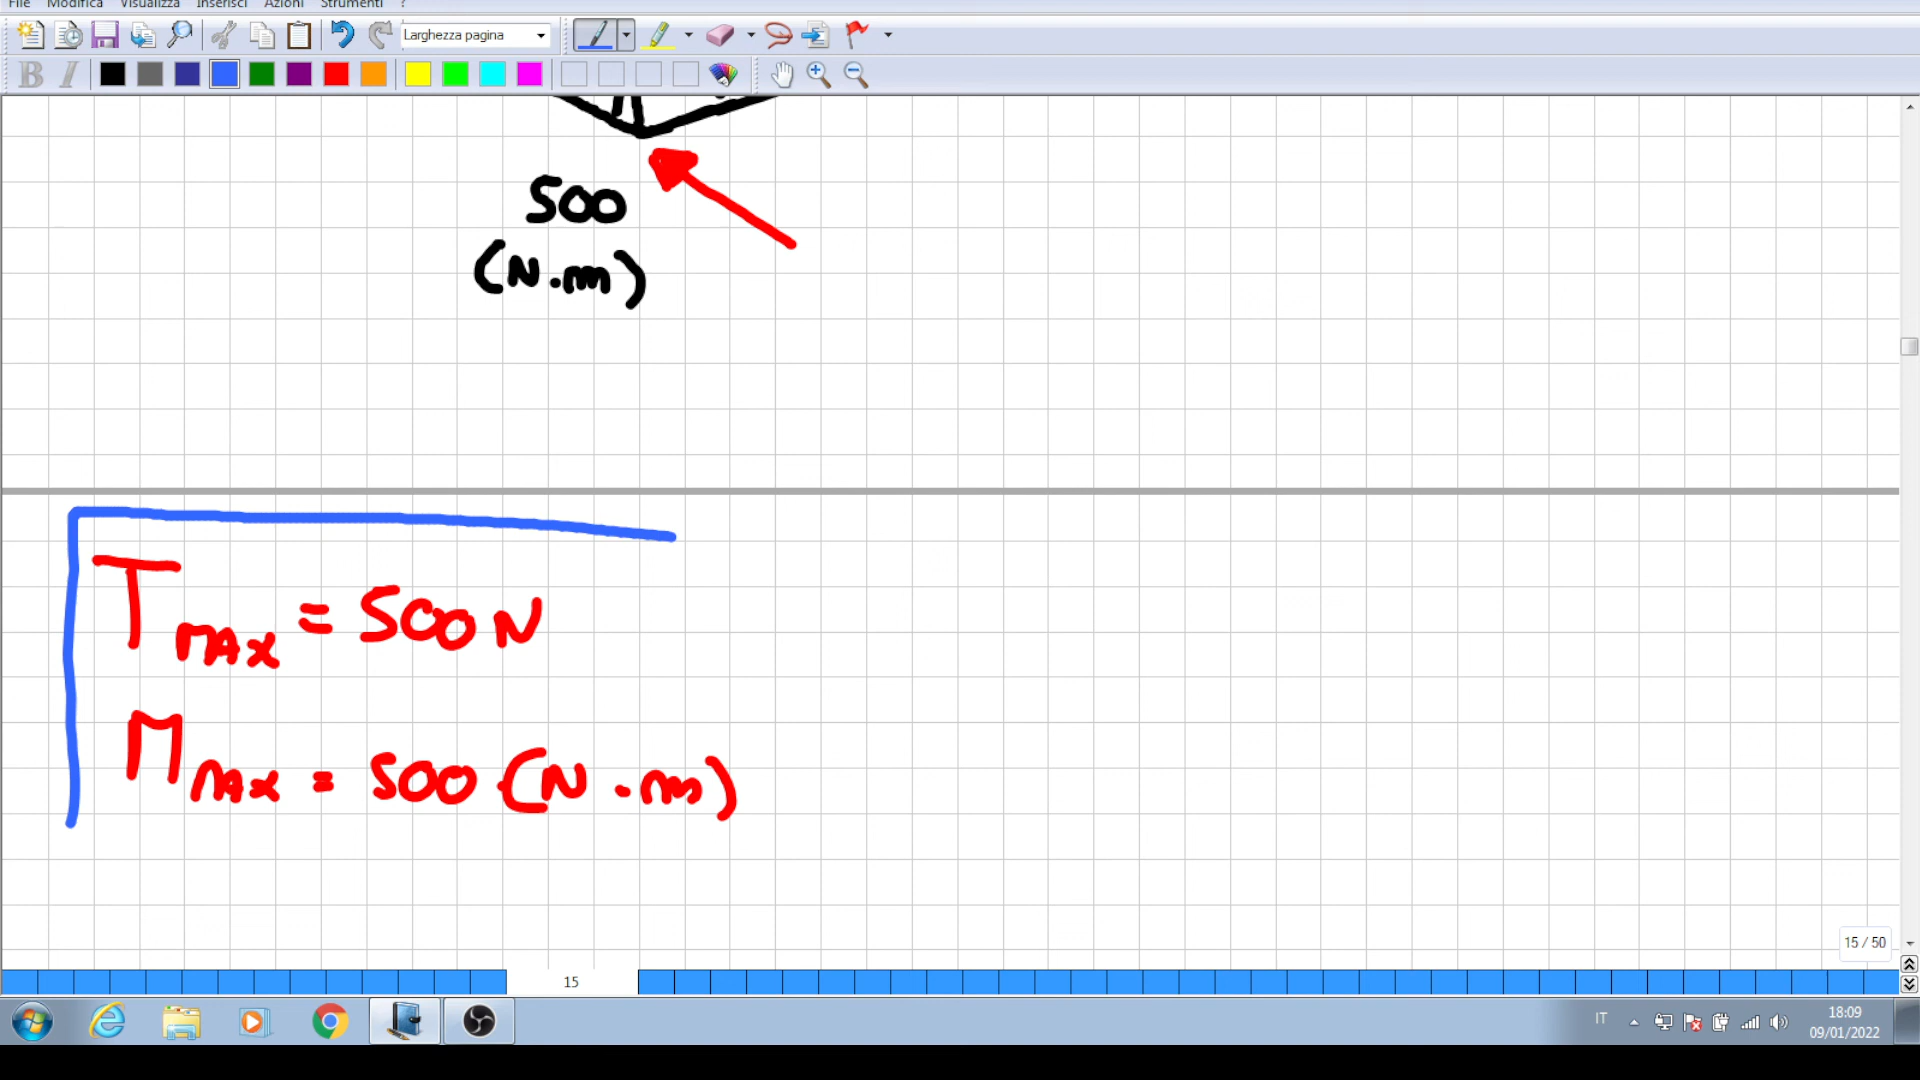 File Modifica Visualizza Inserisci Azioni Strumenti ?
Larghezza pagina
B I
500
(N.m)
TMAX = 500 N
MMAX = 500 (N.m)
15 / 50
15
IT
18:09
09/01/2022